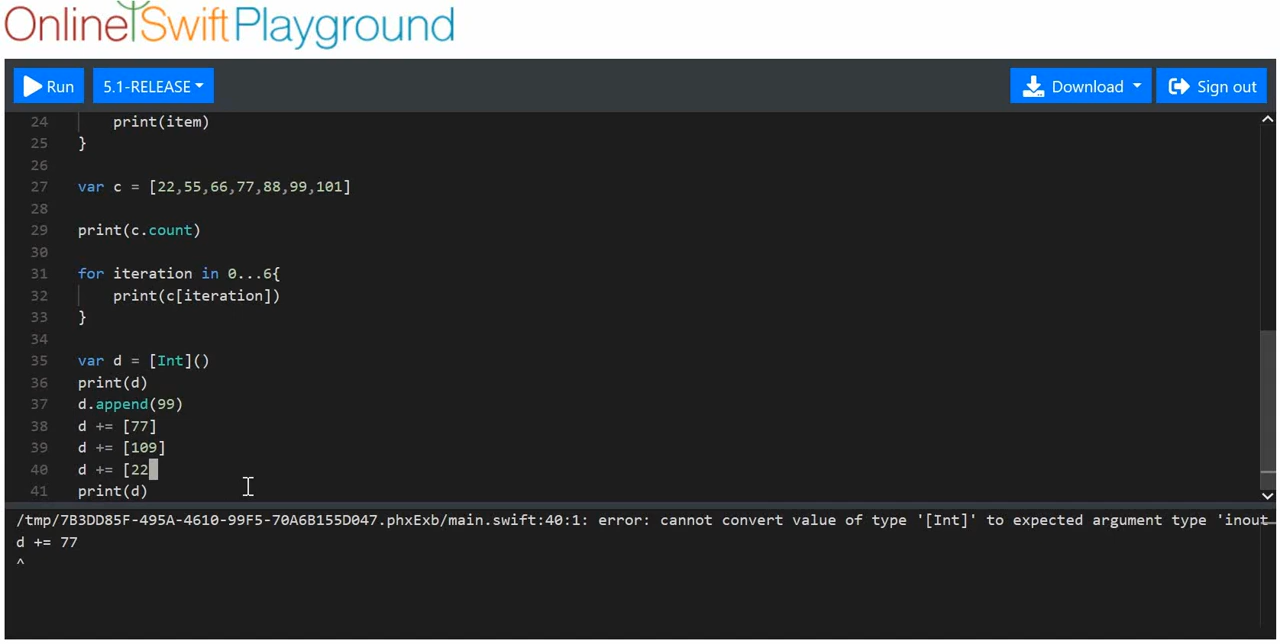 OnlineSwiftPlayground
Run 5.1-RELEASE Download Sign out
24 print(item)
25 }
26
27 var c = [22,55,66,77,88,99,101]
28
29 print(c.count)
30
31 for iteration in 0...6{
32 print(c[iteration])
33 }
34
35 var d = [Int]()
36 print(d)
37 d.append(99)
38 d += [77]
39 d += [109]
40 d += [22
41 print(d)
/tmp/7B3DD85F-495A-4610-99F5-70A6B155D047.phxExb/main.swift:40:1: error: cannot convert value of type '[Int]' to expected argument type 'inout
d += 77
^